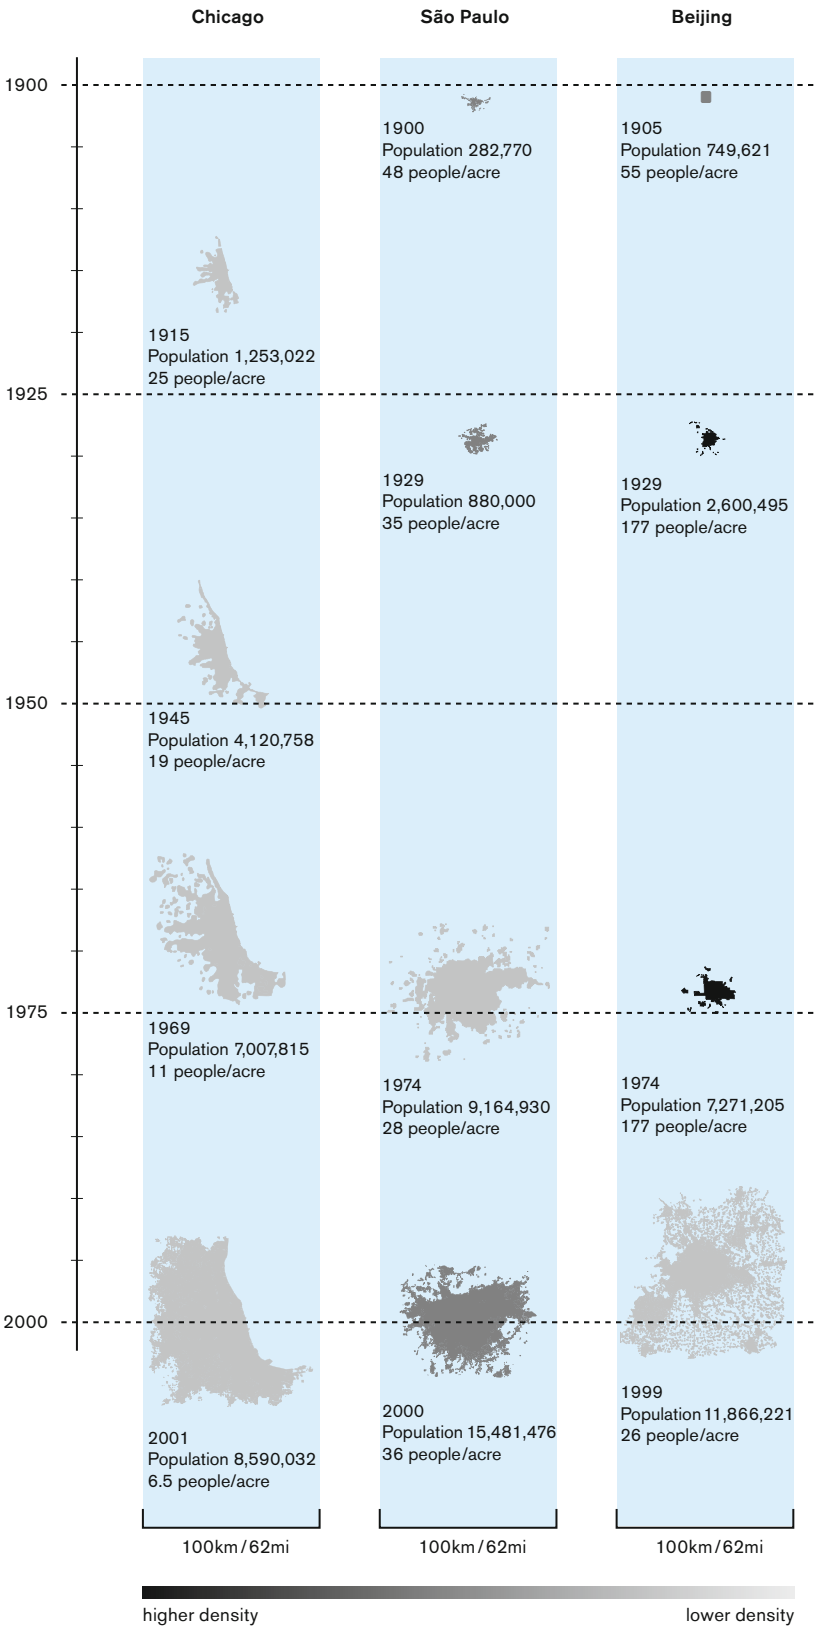 Chicago
São Paulo
Beijing
1900
1900
Population 282,770
48 people/acre
1905
Population 749,621
55 people/acre
1915
Population 1,253,022
25 people/acre
1925
1929
Population 880,000
35 people/acre
1929
Population 2,600,495
177 people/acre
1950
1945
Population 4,120,758
19 people/acre
1975
1969
Population 7,007,815
11 people/acre
1974
Population 9,164,930
28 people/acre
1974
Population 7,271,205
177 people/acre
2000
2001
Population 8,590,032
6.5 people/acre
2000
Population 15,481,476
36 people/acre
1999
Population 11,866,221
26 people/acre
100km/62mi
100km/62mi
100km/62mi
higher density
lower density